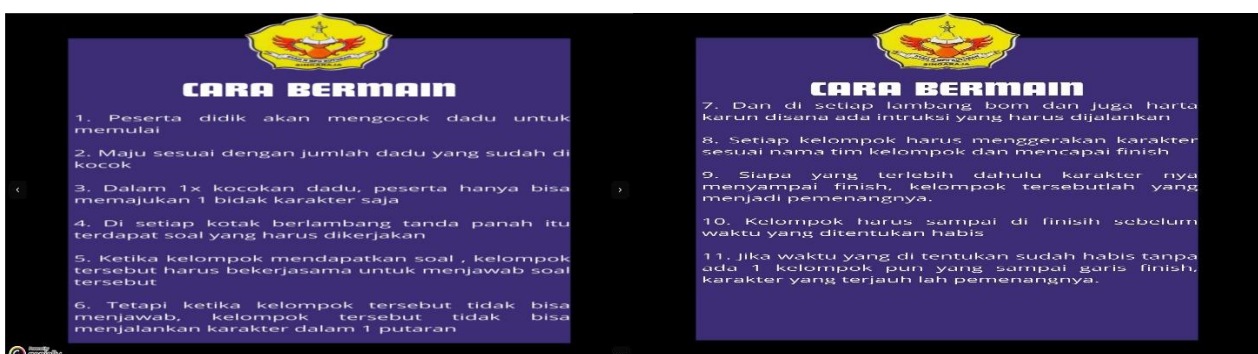 CARA BERMAIN
1. Peserta didik akan mengocok dadu untuk
memulai
2. Maju sesuai dengan jumlah dadu yang sudah di
kocok
3. Dalam 1x kocokan dadu, peserta hanya bisa
memajukan 1 bidak karakter saja
4. Di setiap kotak berlambang tanda panah itu
terdapat soal yang harus dikerjakan
5. Ketika kelompok mendapatkan soal , kelompok
tersebut harus bekerjasama untuk menjawab soal
tersebut
6. Tetapi ketika kelompok tersebut tidak bisa
menjawab, kelompok tersebut tidak bisa
menjalankan karakter dalam 1 putaran
SINGARAJA
CARA BERMAIN
7. Dan di setiap lambang bom dan juga harta
karun disana ada intruksi yang harus dijalankan
8. Setiap kelompok harus menggerakan karakter
sesuai nama tim kelompok dan mencapai finish
9. Siapa yang terlebih dahulu karakter nya
menyampai finish, kelompok tersebutlah yang
menjadi pemenangnya.
10. Kelompok harus sampai di finisih sebelum
waktu yang ditentukan habis
11. Jika waktu yang di tentukan sudah habis tanpa
ada 1 kelompok pun yang sampai garis finish,
karakter yang terjauh lah pemenangnya.